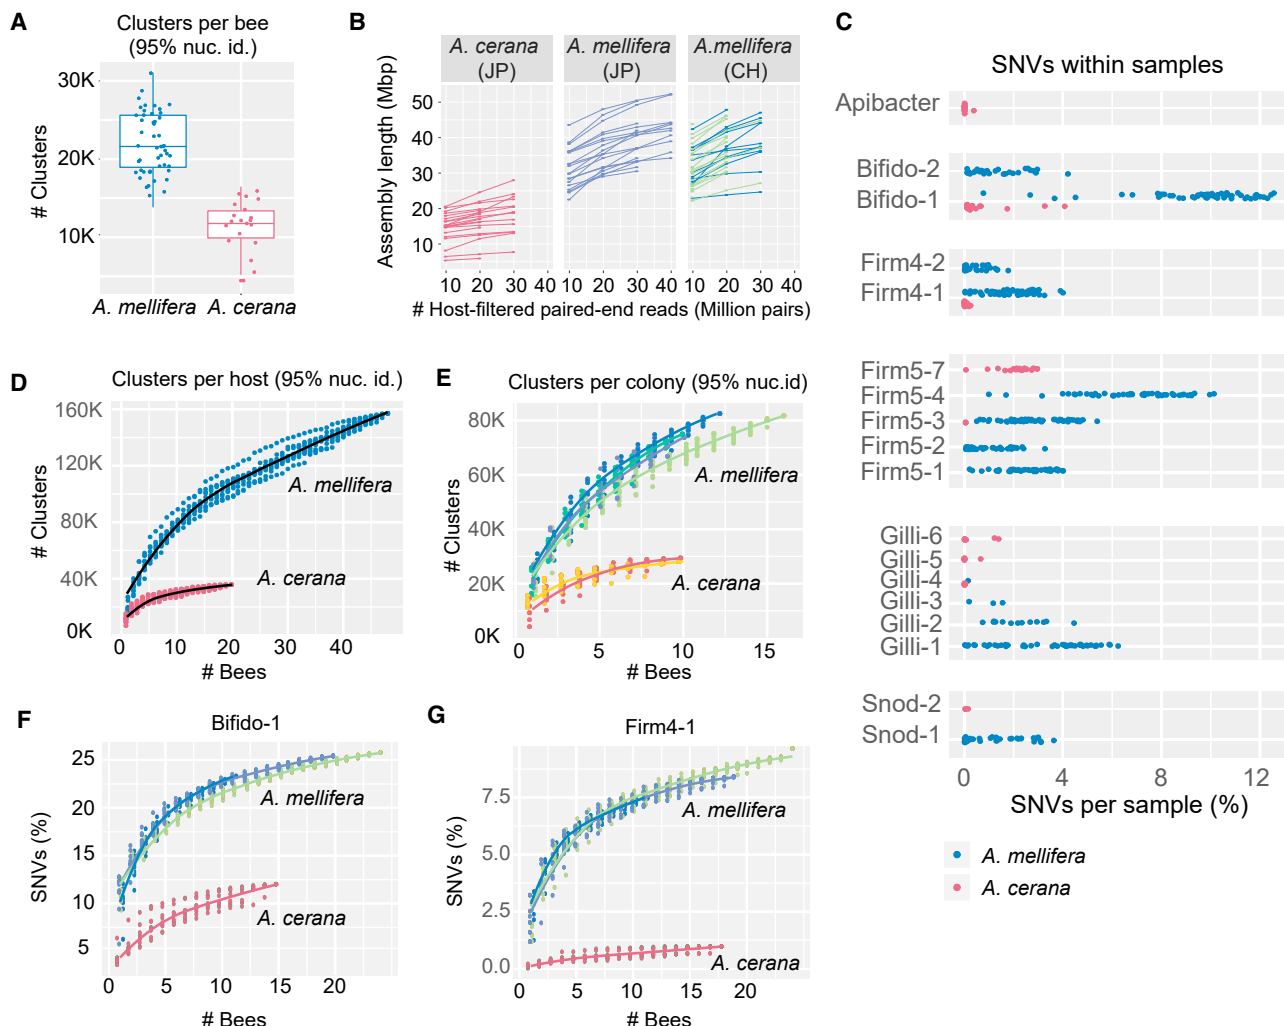 A
Clusters per bee
(95% nuc. id.)
# Clusters
30K
20K
10K
A. mellifera
A. cerana
B
A. cerana
(JP)
A. mellifera
(JP)
A.mellifera
(CH)
Assembly length (Mbp)
50
40
30
20
10
10 20 30 40
10 20 30 40
10 20 30 40
# Host-filtered paired-end reads (Million pairs)
C
SNVs within samples
Apibacter
Bifido-2
Bifido-1
Firm4-2
Firm4-1
Firm5-7
Firm5-4
Firm5-3
Firm5-2
Firm5-1
Gilli-6
Gilli-5
Gilli-4
Gilli-3
Gilli-2
Gilli-1
Snod-2
Snod-1
0 4 8 12
SNVs per sample (%)
A. mellifera
A. cerana
D
Clusters per host (95% nuc. id.)
# Clusters
160K
120K
80K
40K
0K
A. mellifera
A. cerana
0 10 20 30 40
# Bees
E
Clusters per colony (95% nuc.id)
# Clusters
80K
60K
40K
20K
0K
A. mellifera
A. cerana
0 5 10 15
# Bees
F
Bifido-1
SNVs (%)
25
20
15
10
5
A. mellifera
A. cerana
0 5 10 15 20
# Bees
G
Firm4-1
SNVs (%)
7.5
5.0
2.5
0.0
A. mellifera
A. cerana
0 5 10 15 20
# Bees